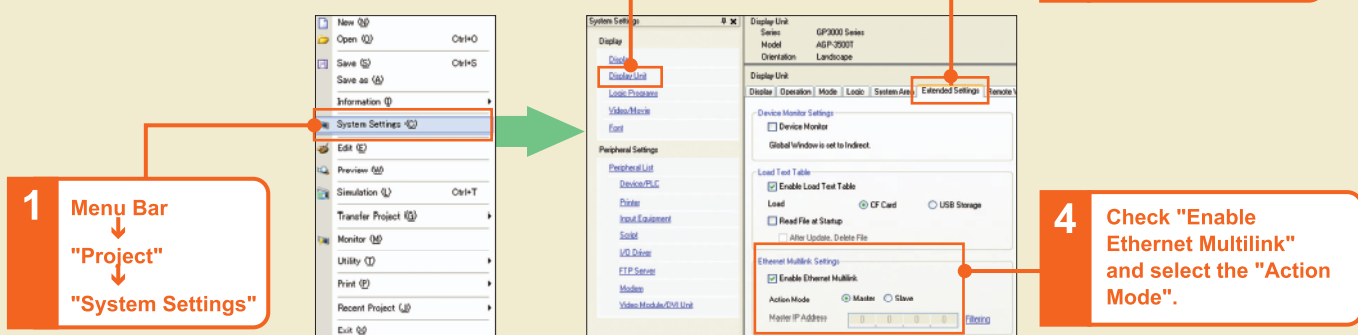 1
Menu Bar
"Project"
"System Settings"
New (N)
Open (O) Ctrl+O
Save (S) Ctrl+S
Save as (A)
Information (I)
System Settings (C)
Edit (E)
Preview (W)
Simulation (L) Ctrl+T
Transfer Project (G)
Monitor (M)
Utility (T)
Print (P)
Recent Project (J)
Exit (X)
System Settings
Display
Display
Display Unit
Logic Programs
Video/Movie
Font
Peripheral Settings
Peripheral List
Device/PLC
Printer
Input Equipment
Script
I/O Driver
FTP Server
Modem
Video Module/DVI Unit
Display Unit
Series GP3000 Series
Model AGP-3500T
Orientation Landscape
Display Unit
Display Operation Mode Logic System Area Extended Settings Remote
Device Monitor Settings
Device Monitor
Global Window is set to Indirect.
Load Text Table
Enable Load Text Table
Load CF Card USB Storage
Read File at Startup
After Update, Delete File
Ethernet Multilink Settings
Enable Ethernet Multilink
Action Mode Master Slave
Master IP Address 0 0 0 0 Filtering
4
Check "Enable
Ethernet Multilink"
and select the "Action
Mode".